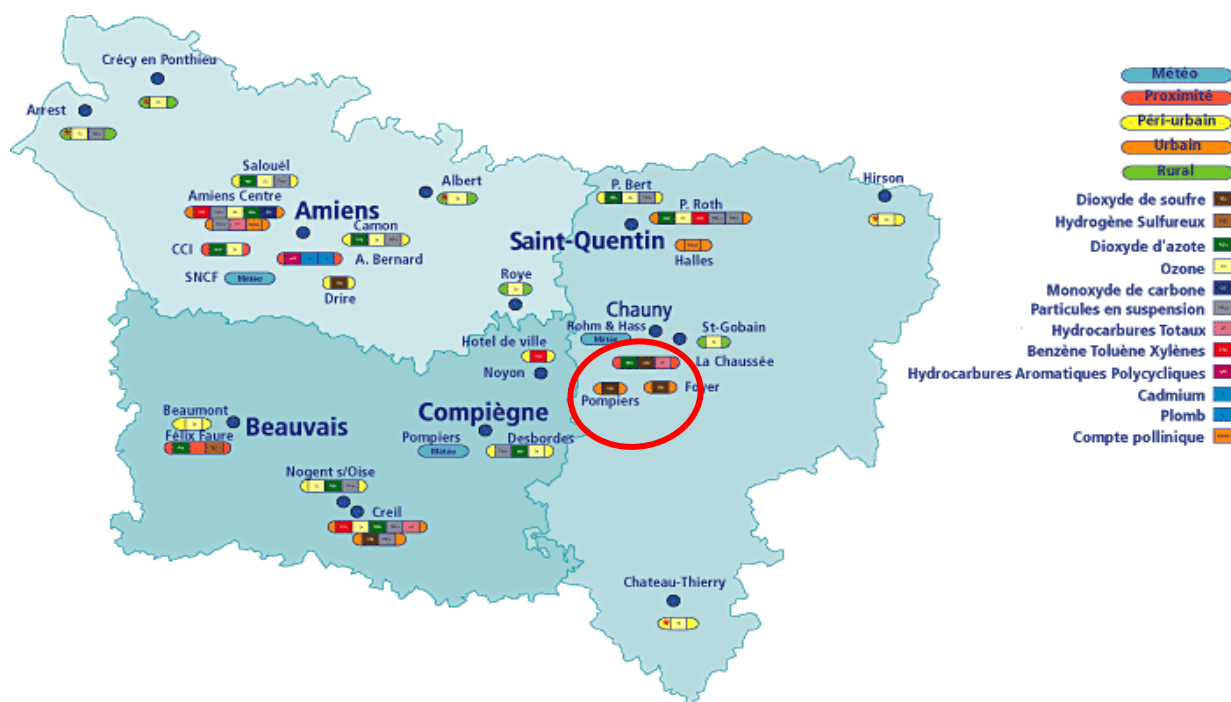 Crécy en Ponthieu
Arrest
Salouël
Amiens Centre
Amiens
Albert
Camon
CCI
A. Bernard
SNCF
Météo
Drire
Roye
P. Bert
P. Roth
Saint-Quentin
Halles
Hirson
Chauny
Rohm & Hass
Météo
St-Gobain
La Chaussée
Pompiers
Foyer
Hotel de ville
Noyon
Compiègne
Pompiers
Météo
Desbordes
Beaumont
Beauvais
Félix Faure
Nogent s/Oise
Creil
Chateau-Thierry
Météo
Proximité
Péri-urbain
Urbain
Rural
Dioxyde de soufre
Hydrogène Sulfureux
Dioxyde d'azote
Ozone
Monoxyde de carbone
Particules en suspension
Hydrocarbures Totaux
Benzène Toluène Xylènes
Hydrocarbures Aromatiques Polycycliques
Cadmium
Plomb
Compte pollinique